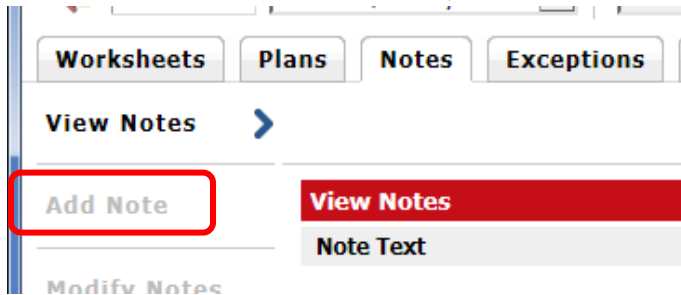 Worksheets Plans Notes Exceptions
View Notes
Add Note
View Notes
Note Text
Modify Notes